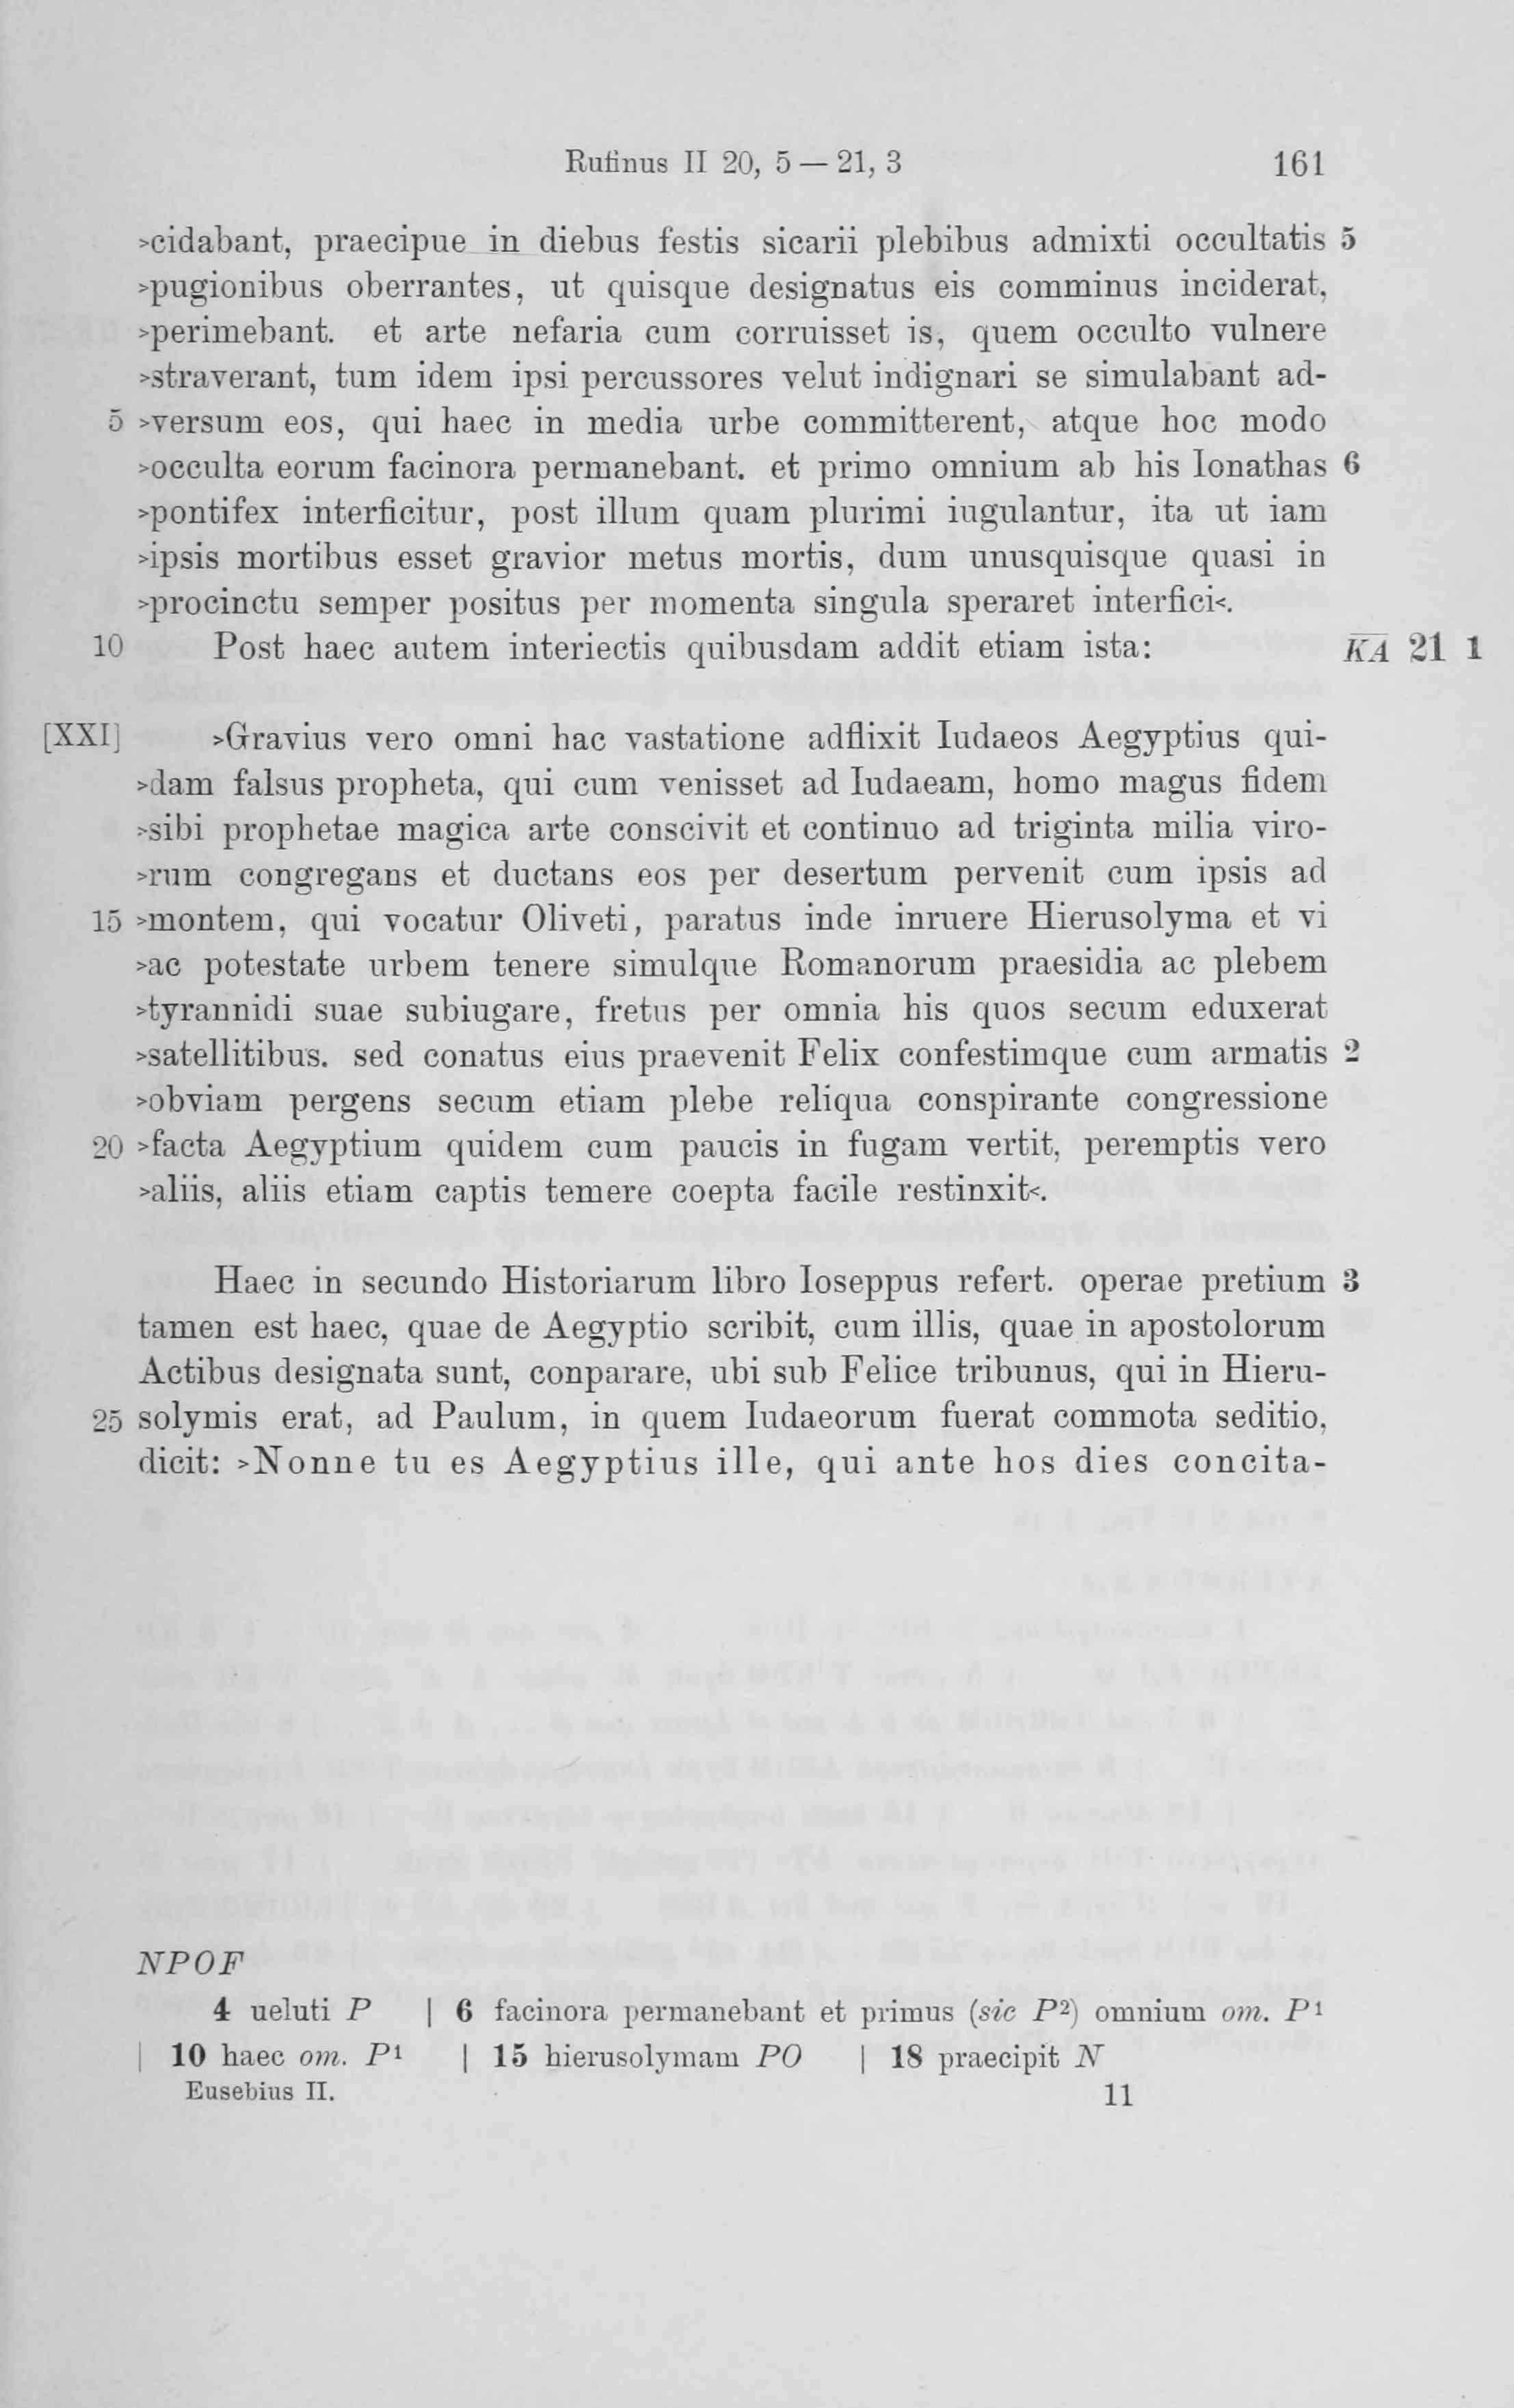 Rufinus II 20, 5 — 21, 3 161
>cidabant, praecipue in diebus festis sicarii plebibus admixti occultatis 5
>pugionibus oberrantes, ut quisque designatus eis comminus inciderat,
>perimebant. et arte nefaria cum corruisset is, quem occulto vulnere
>straverant, tum idem ipsi percussores velut indignari se simulabant ad-
5 >versum eos, qui haec in media urbe committerent, atque hoc modo
>occulta eorum facinora permanebant. et primo omnium ab his Ionathas 6
>pontifex interficitur, post illum quam plurimi iugulantur, ita ut iam
>ipsis mortibus esset gravior metus mortis, dum unusquisque quasi in
>procinctu semper positus per momenta singula speraret interfici<.
10 Post haec autem interiectis quibusdam addit etiam ista: K̅A̅ 21 1
[XXI] >Gravius vero omni hac vastatione adflixit Iudaeos Aegyptius qui-
>dam falsus propheta, qui cum venisset ad Iudaeam, homo magus fidem
>sibi prophetae magica arte conscivit et continuo ad triginta milia viro-
>rum congregans et ductans eos per desertum pervenit cum ipsis ad
15 >montem, qui vocatur Oliveti, paratus inde inruere Hierusolyma et vi
>ac potestate urbem tenere simulque Romanorum praesidia ac plebem
>tyrannidi suae subiugare, fretus per omnia his quos secum eduxerat
>satellitibus. sed conatus eius praevenit Felix confestimque cum armatis 2
>obviam pergens secum etiam plebe reliqua conspirante congressione
20 >facta Aegyptium quidem cum paucis in fugam vertit, peremptis vero
>aliis, aliis etiam captis temere coepta facile restinxit<.
Haec in secundo Historiarum libro Ioseppus refert. operae pretium 3
tamen est haec, quae de Aegyptio scribit, cum illis, quae in apostolorum
Actibus designata sunt, conparare, ubi sub Felice tribunus, qui in Hieru-
25 solymis erat, ad Paulum, in quem Iudaeorum fuerat commota seditio,
dicit: >Nonne tu es Aegyptius ille, qui ante hos dies concita-
NPOF
4 ueluti P | 6 facinora permanebant et primus (sic P²) omnium om. P¹
| 10 haec om. P¹ | 15 hierusolymam PO | 18 praecipit N
Eusebius II. 11